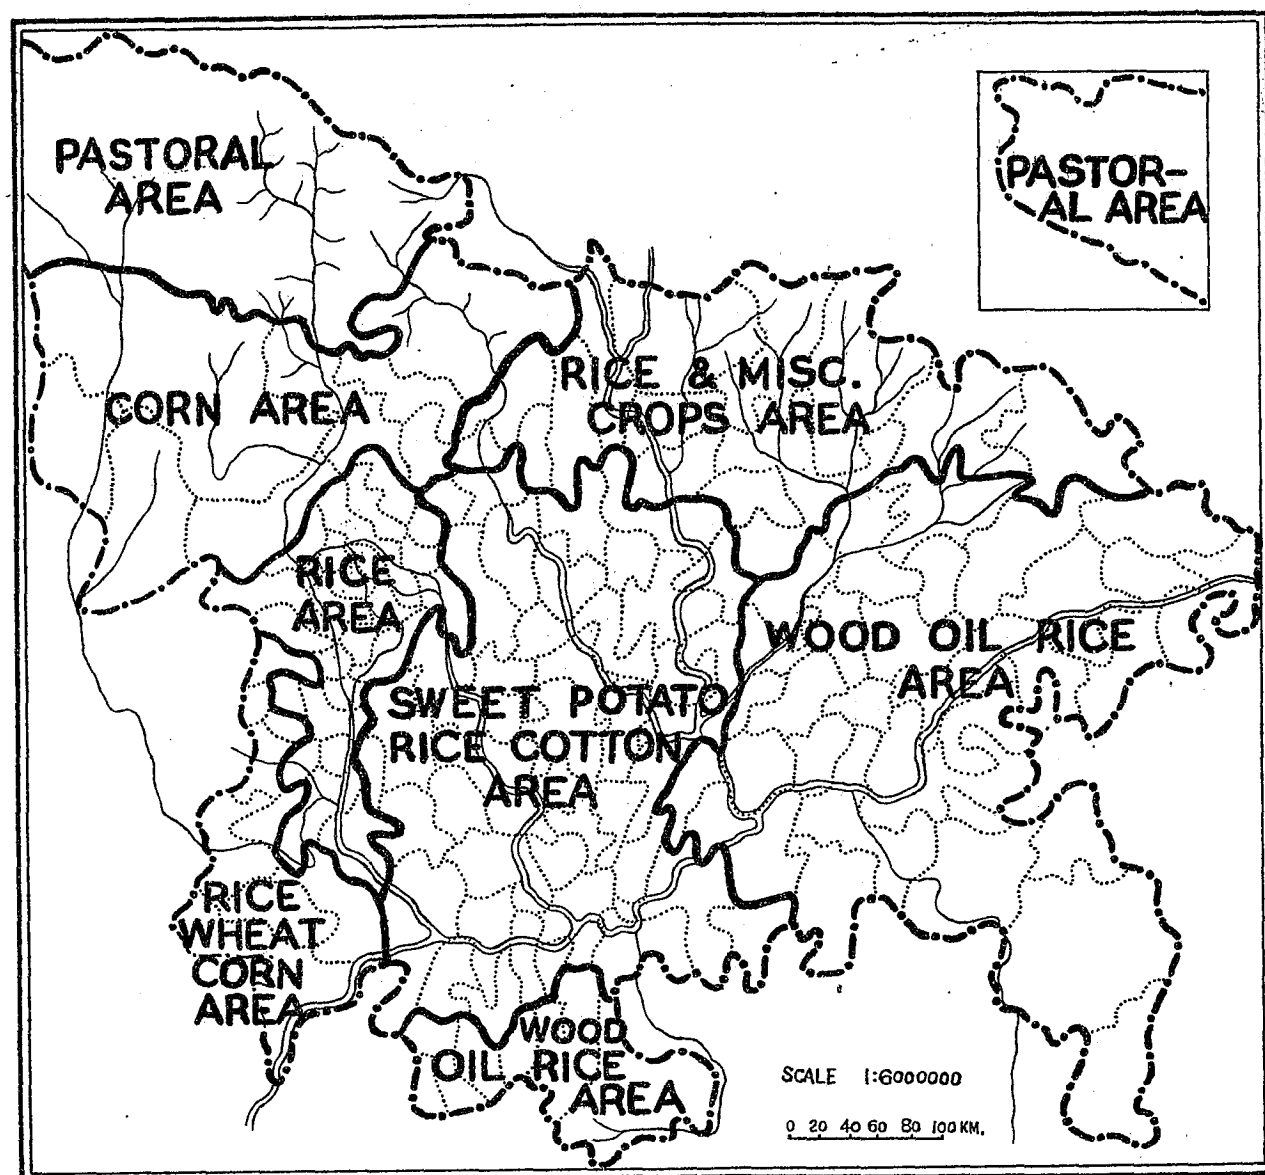 PASTORAL
AREA
PASTOR-
AL AREA
CORN AREA
RICE & MISC.
CROPS AREA
RICE
AREA
WOOD OIL RICE
AREA
SWEET POTATO
RICE COTTON
AREA
RICE
WHEAT
CORN
AREA
WOOD
OIL RICE
AREA
SCALE 1:6000000
0 20 40 60 80 100 KM.